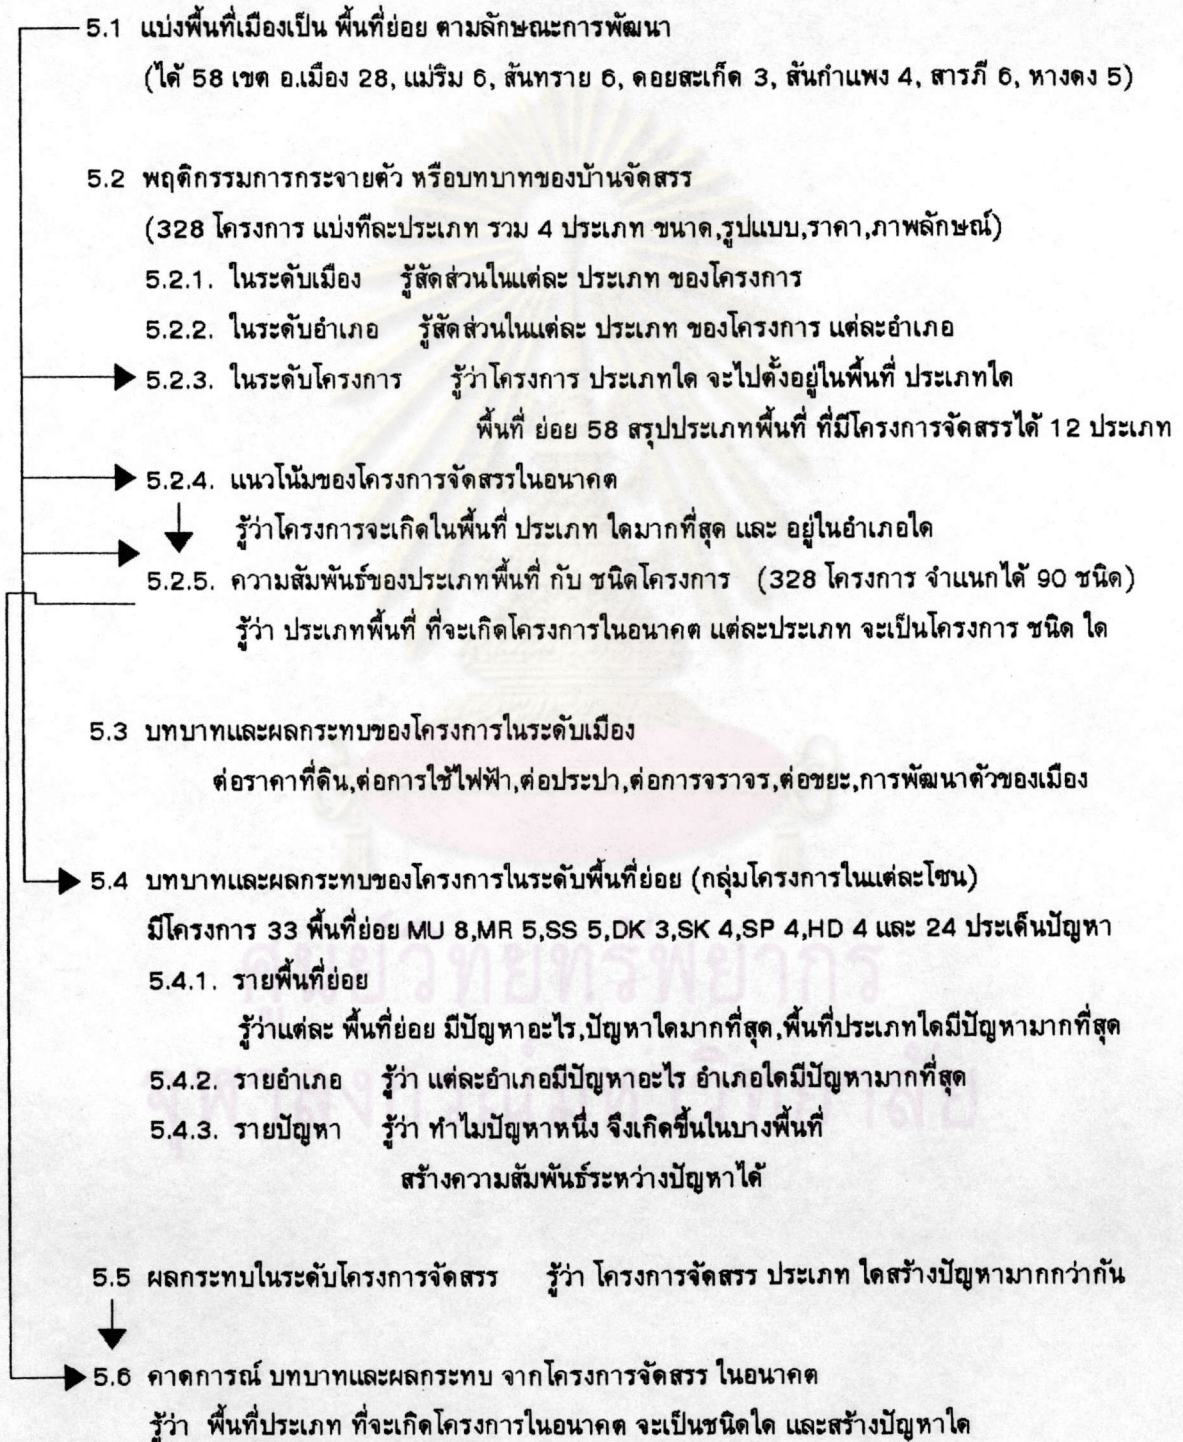 5.1 แบ่งพื้นที่เมืองเป็น พื้นที่ย่อย ตามลักษณะการพัฒนา
(ได้ 58 เขต อ.เมือง 28, แม่ริม 6, สันทราย 6, ดอยสะเก็ด 3, สันกำแพง 4, สารภี 6, หางดง 5)
5.2 พฤติกรรมการกระจายตัว หรือบทบาทของบ้านจัดสรร
(328 โครงการ แบ่งทีละประเภท รวม 4 ประเภท ขนาด,รูปแบบ,ราคา,ภาพลักษณ์)
5.2.1. ในระดับเมือง รู้สัดส่วนในแต่ละ ประเภท ของโครงการ
5.2.2. ในระดับอำเภอ รู้สัดส่วนในแต่ละ ประเภท ของโครงการ แต่ละอำเภอ
5.2.3. ในระดับโครงการ รู้ว่าโครงการ ประเภทใด จะไปตั้งอยู่ในพื้นที่ ประเภทใด
พื้นที่ ย่อย 58 สรุปประเภทพื้นที่ ที่มีโครงการจัดสรรได้ 12 ประเภท
5.2.4. แนวโน้มของโครงการจัดสรรในอนาคต
รู้ว่าโครงการจะเกิดในพื้นที่ ประเภท ใดมากที่สุด และ อยู่ในอำเภอใด
5.2.5. ความสัมพันธ์ของประเภทพื้นที่ กับ ชนิดโครงการ (328 โครงการ จำแนกได้ 90 ชนิด)
รู้ว่า ประเภทพื้นที่ ที่จะเกิดโครงการในอนาคต แต่ละประเภท จะเป็นโครงการ ชนิด ใด
5.3 บทบาทและผลกระทบของโครงการในระดับเมือง
ต่อราคาที่ดิน,ต่อการใช้ไฟฟ้า,ต่อประปา,ต่อการจราจร,ต่อขยะ,การพัฒนาตัวของเมือง
5.4 บทบาทและผลกระทบของโครงการในระดับพื้นที่ย่อย (กลุ่มโครงการในแต่ละโซน)
มีโครงการ 33 พื้นที่ย่อย MU 8,MR 5,SS 5,DK 3,SK 4,SP 4,HD 4 และ 24 ประเด็นปัญหา
5.4.1. รายพื้นที่ย่อย
รู้ว่าแต่ละ พื้นที่ย่อย มีปัญหาอะไร,ปัญหาใดมากที่สุด,พื้นที่ประเภทใดมีปัญหามากที่สุด
5.4.2. รายอำเภอ รู้ว่า แต่ละอำเภอมีปัญหาอะไร อำเภอใดมีปัญหามากที่สุด
5.4.3. รายปัญหา รู้ว่า ทำไมปัญหาหนึ่ง จึงเกิดขึ้นในบางพื้นที่
สร้างความสัมพันธ์ระหว่างปัญหาได้
5.5 ผลกระทบในระดับโครงการจัดสรร รู้ว่า โครงการจัดสรร ประเภท ใดสร้างปัญหามากกว่ากัน
5.6 คาดการณ์ บทบาทและผลกระทบ จากโครงการจัดสรร ในอนาคต
รู้ว่า พื้นที่ประเภท ที่จะเกิดโครงการในอนาคต จะเป็นชนิดใด และสร้างปัญหาใด
ศูนย์วิทยทรัพยากร
จุฬาลงกรณ์มหาวิทยาลัย